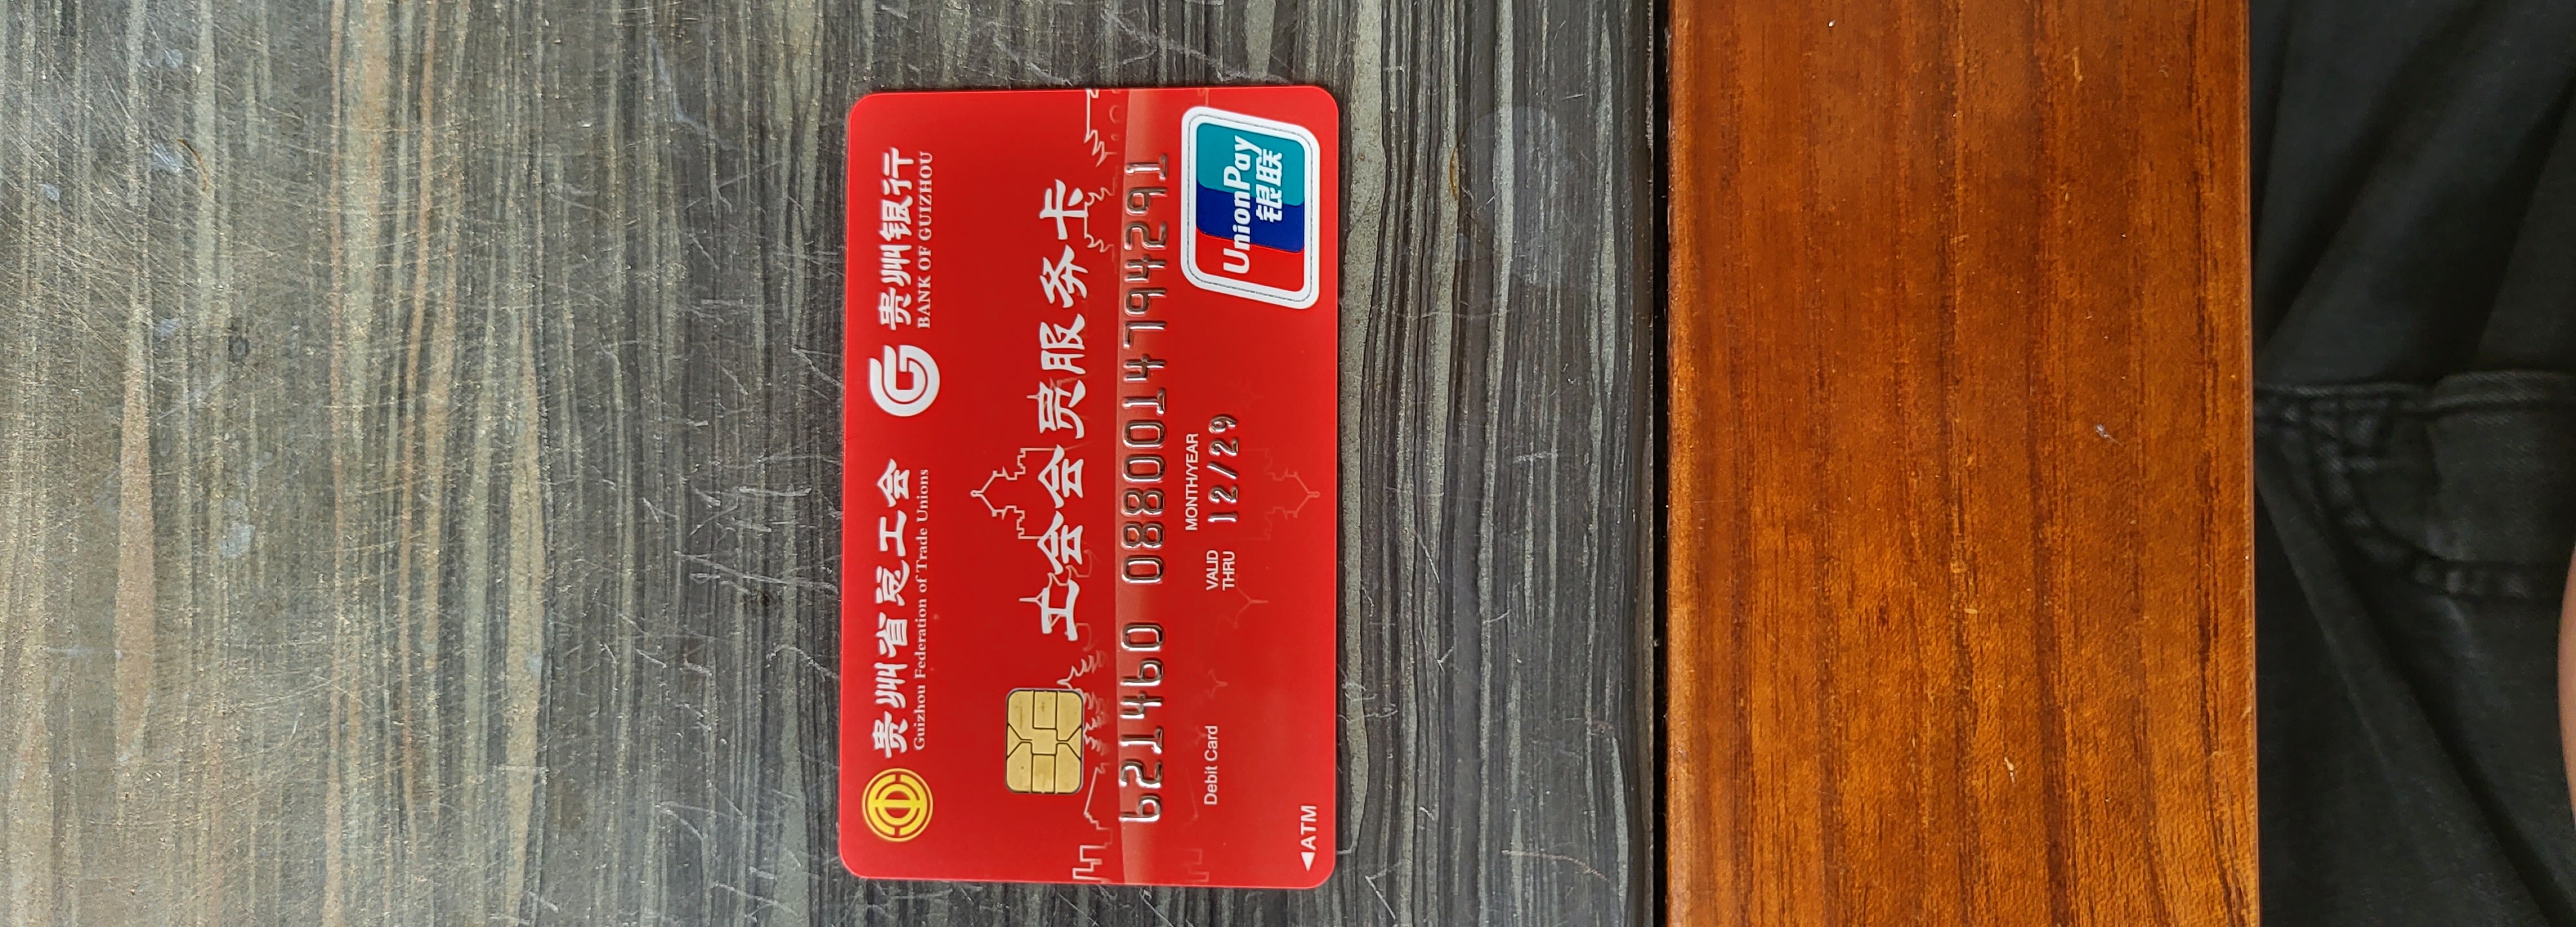 贵州省总工会
Guizhou Federation of Trade Unions
贵州银行
BANK OF GUIZHOU
工会会员服务卡
621460 0880014794291
Debit Card
VALID THRU
MONTH/YEAR
12/29
ATM
UnionPay
银联